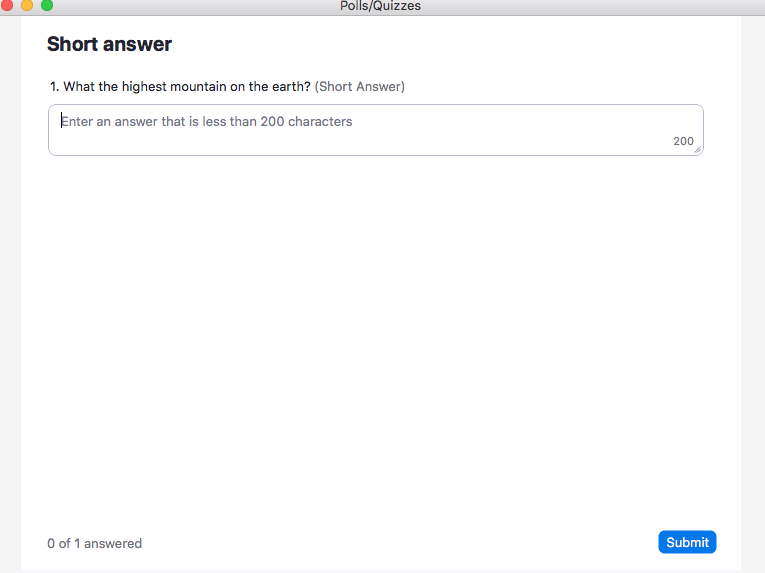 Polls/Quizzes
Short answer
1. What the highest mountain on the earth? (Short Answer)
Enter an answer that is less than 200 characters
200
0 of 1 answered
Submit